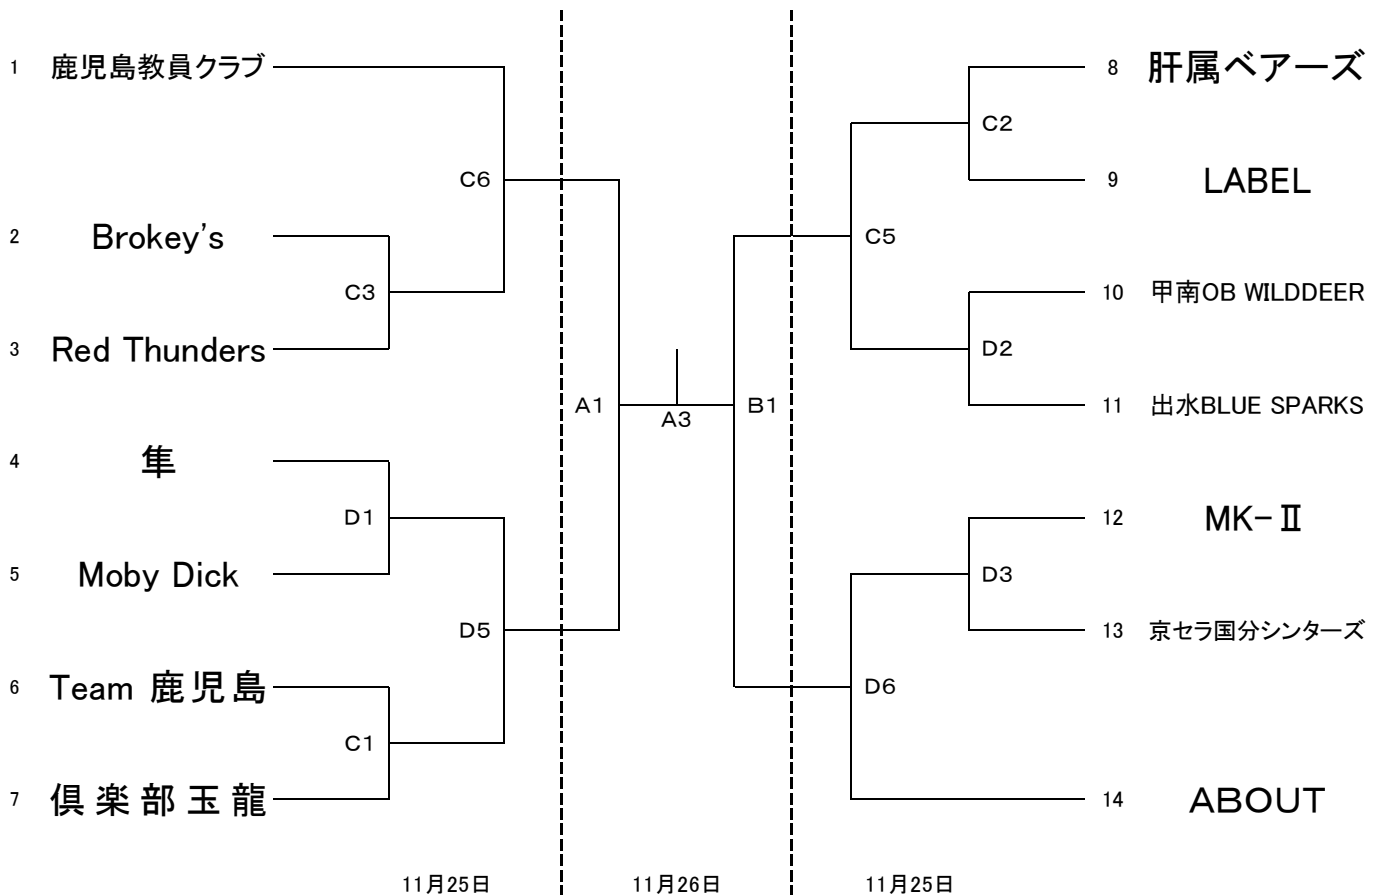 1 鹿児島教員クラブ
C6
2 Brokey's
C3
3 Red Thunders
A1
4 隼
D1
5 Moby Dick
D5
6 Team 鹿児島
C1
7 倶楽部玉龍
A3
8 肝属ベアーズ
C2
9 LABEL
C5
10 甲南OB WILDDEER
D2
11 出水BLUE SPARKS
B1
12 MK-Ⅱ
D3
13 京セラ国分シンターズ
D6
14 ABOUT
11月25日
11月26日
11月25日